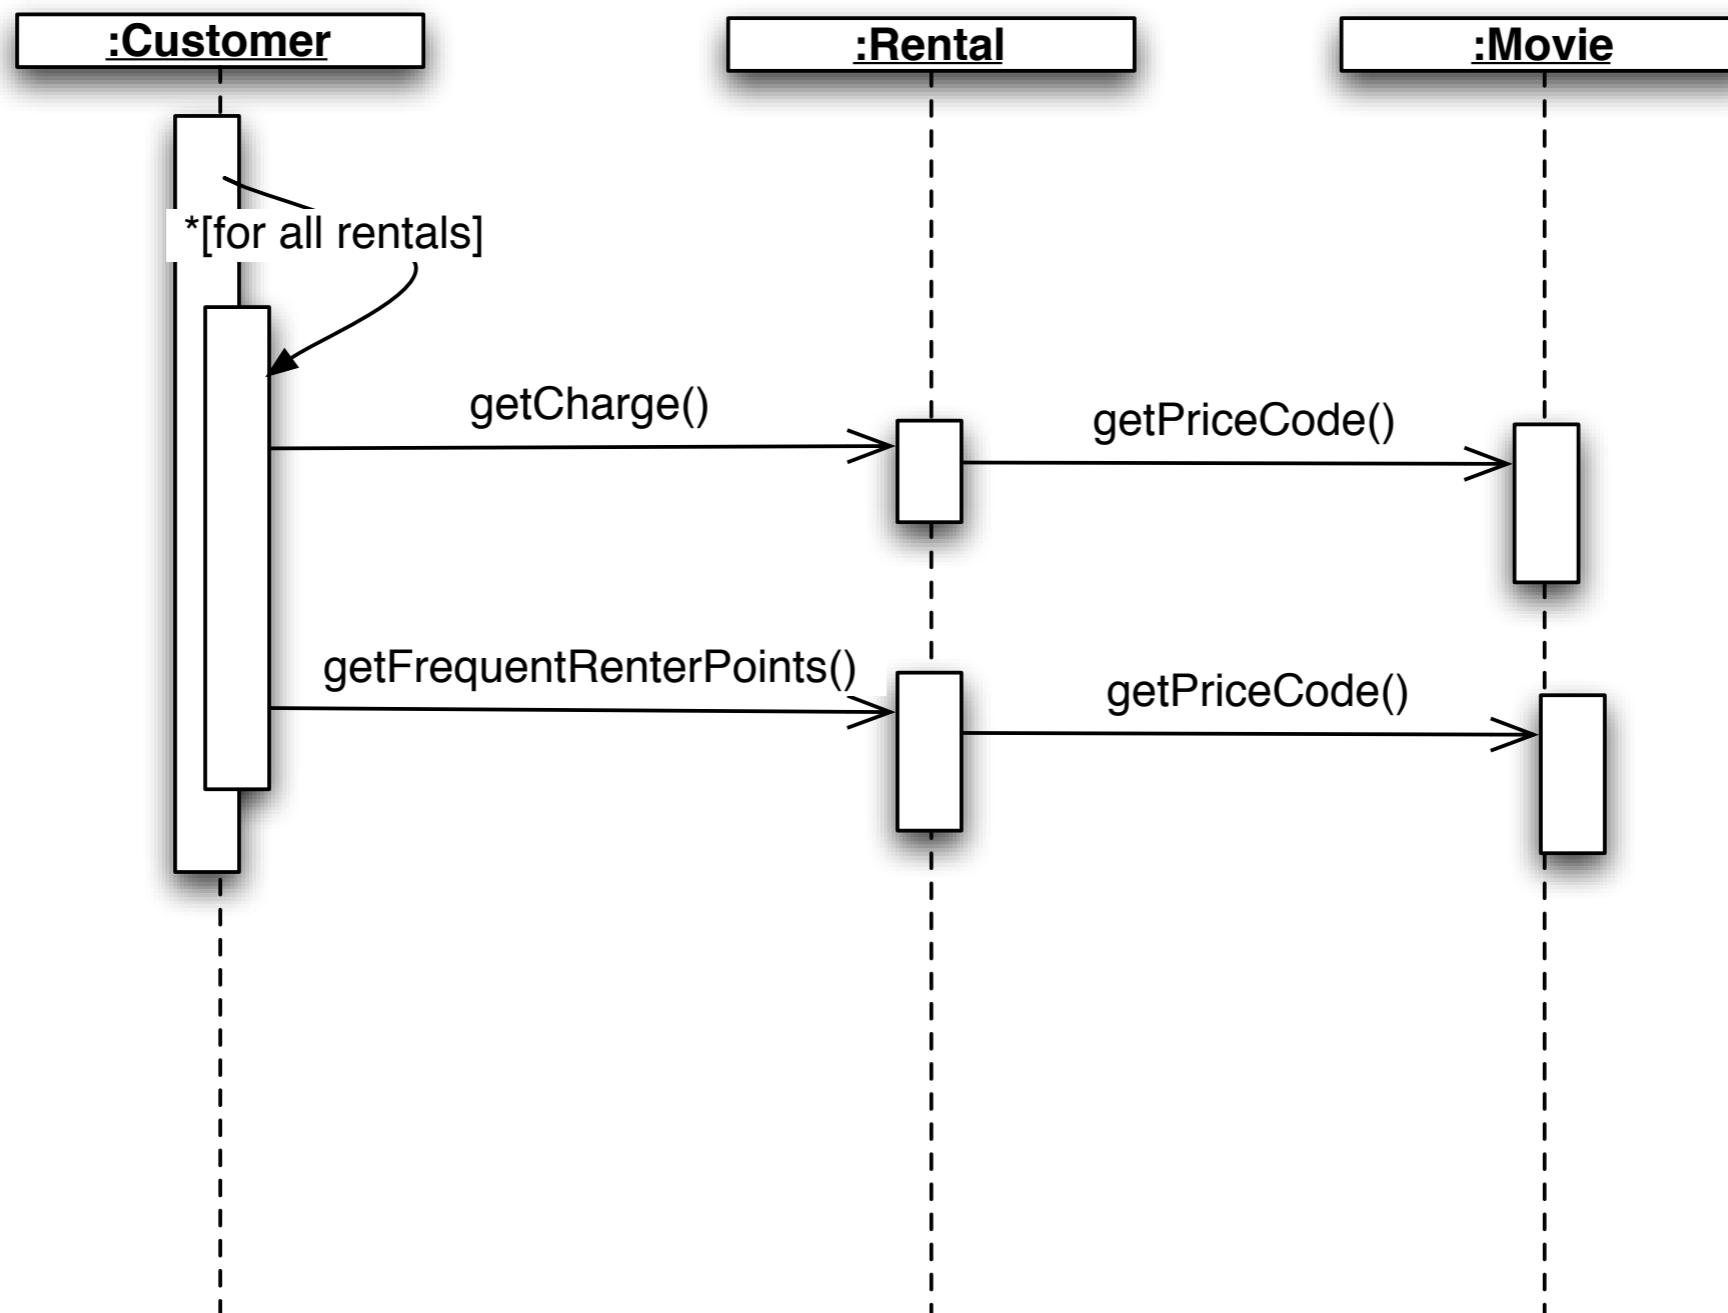 :Customer
:Rental
:Movie
*[for all rentals]
getCharge()
getPriceCode()
getFrequentRenterPoints()
getPriceCode()